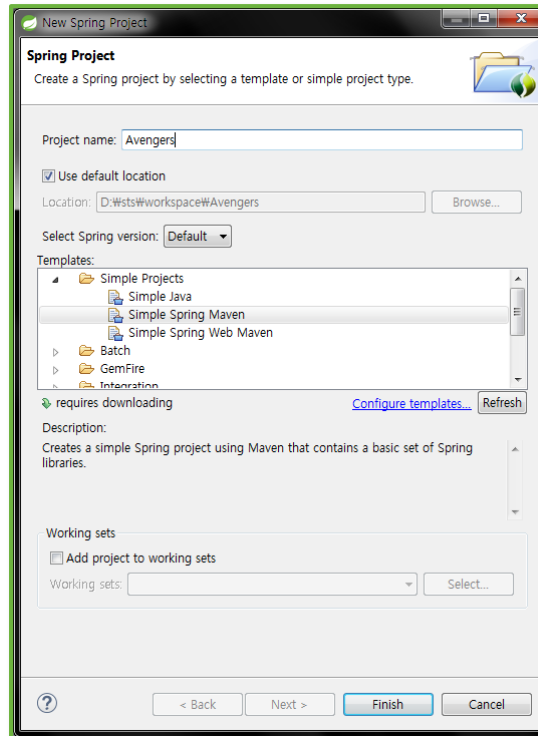 New Spring Project
Spring Project
Create a Spring project by selecting a template or simple project type.
Project name: Avengers
Use default location
Location: D:₩sts₩workspace₩Avengers Browse...
Select Spring version: Default
Templates:
Simple Projects
Simple Java
Simple Spring Maven
Simple Spring Web Maven
Batch
GemFire
Integration
requires downloading Configure templates... Refresh
Description:
Creates a simple Spring project using Maven that contains a basic set of Spring
libraries.
Working sets
Add project to working sets
Working sets: Select...
? < Back Next > Finish Cancel